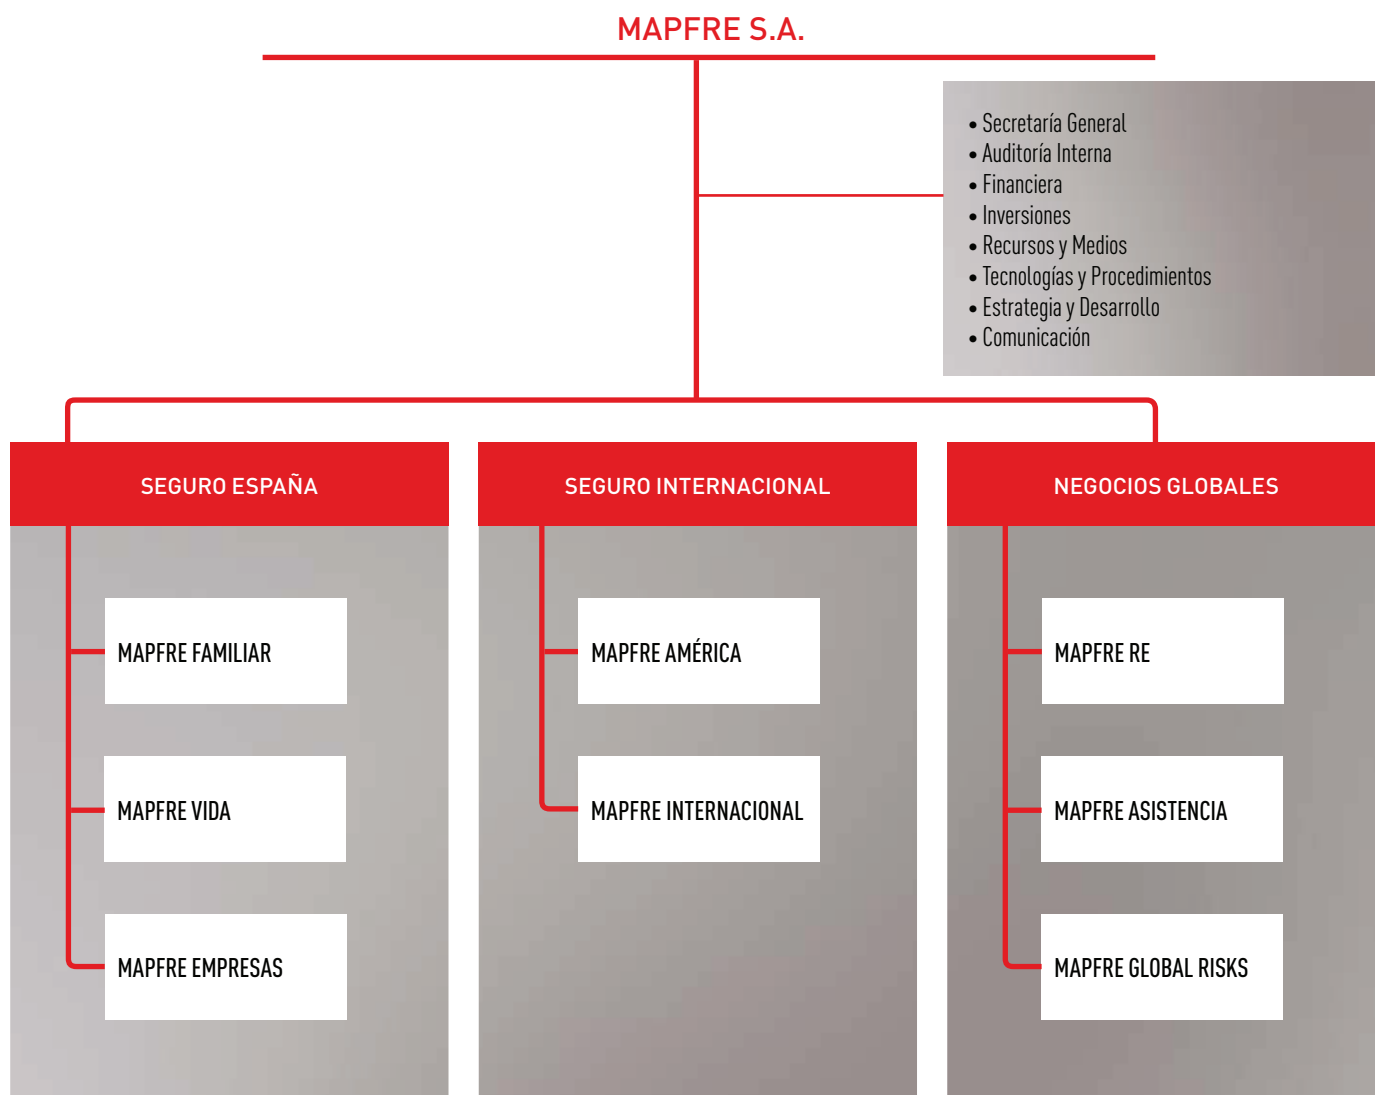 MAPFRE S.A.
• Secretaría General
• Auditoría Interna
• Financiera
• Inversiones
• Recursos y Medios
• Tecnologías y Procedimientos
• Estrategia y Desarrollo
• Comunicación
SEGURO ESPAÑA
MAPFRE FAMILIAR
MAPFRE VIDA
MAPFRE EMPRESAS
SEGURO INTERNACIONAL
MAPFRE AMÉRICA
MAPFRE INTERNACIONAL
NEGOCIOS GLOBALES
MAPFRE RE
MAPFRE ASISTENCIA
MAPFRE GLOBAL RISKS